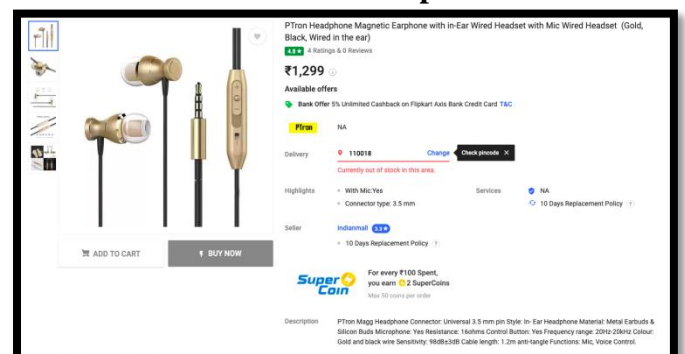 PTron Headphone Magnetic Earphone with in-Ear Wired Headset with Mic Wired Headset (Gold,
Black, Wired in the ear)
4.8 ★ 4 Ratings & 0 Reviews
₹1,299
Available offers
Bank Offer 5% Unlimited Cashback on Flipkart Axis Bank Credit Card T&C
PTron NA
Delivery 110018 Change Check pincode X
Currently out of stock in this area.
Highlights With Mic:Yes Services NA
Connector type: 3.5 mm 10 Days Replacement Policy ?
Seller Indianmall 3.3 ★
10 Days Replacement Policy ?
ADD TO CART BUY NOW
Super Coin
For every ₹100 Spent,
you earn 2 SuperCoins
Max 50 coins per order
Description PTron Magg Headphone Connector: Universal 3.5 mm pin Style: In- Ear Headphone Material: Metal Earbuds &
Silicon Buds Microphone: Yes Resistance: 16ohms Control Button: Yes Frequency range: 20Hz-20kHz Colour:
Gold and black wire Sensitivity: 98dB±3dB Cable length: 1.2m anti-tangle Functions: Mic, Voice Control.